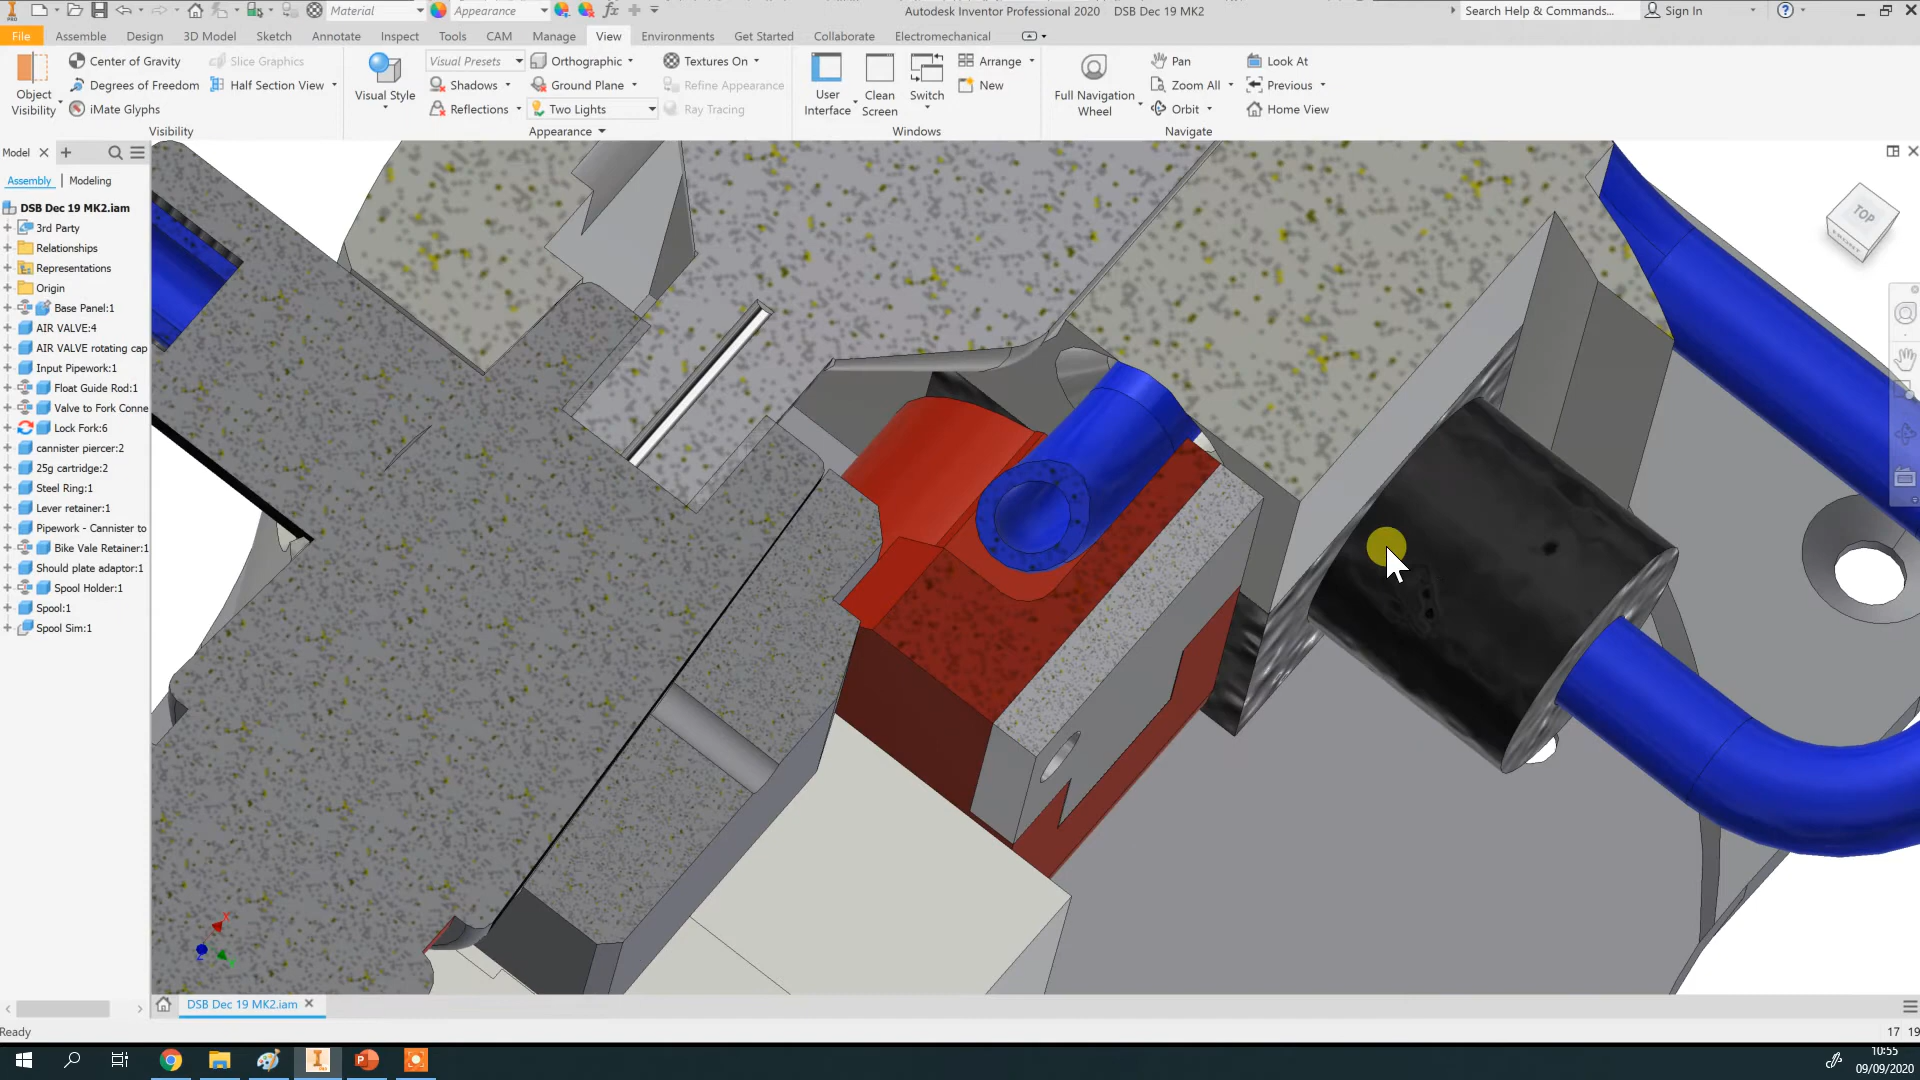 Material
Appearance
Autodesk Inventor Professional 2020 DSB Dec 19 MK2
Search Help & Commands...
Sign In
File Assemble Design 3D Model Sketch Annotate Inspect Tools CAM Manage View Environments Get Started Collaborate Electromechanical
Object
Visibility
Center of Gravity
Degrees of Freedom
iMate Glyphs
Slice Graphics
Half Section View
Visibility
Visual Style
Visual Presets
Shadows
Reflections
Orthographic
Ground Plane
Two Lights
Textures On
Refine Appearance
Ray Tracing
Appearance
User
Interface
Clean
Screen
Switch
Arrange
New
Windows
Full Navigation
Wheel
Pan
Zoom All
Orbit
Look At
Previous
Home View
Navigate
Model
Assembly Modeling
DSB Dec 19 MK2.iam
3rd Party
Relationships
Representations
Origin
Base Panel:1
AIR VALVE:4
AIR VALVE rotating cap
Input Pipework:1
Float Guide Rod:1
Valve to Fork Conne
Lock Fork:6
cannister piercer:2
25g cartridge:2
Steel Ring:1
Lever retainer:1
Pipework - Cannister to
Bike Vale Retainer:1
Should plate adaptor:1
Spool Holder:1
Spool:1
Spool Sim:1
TOP
FRONT
X
Z
DSB Dec 19 MK2.iam
Ready
17 19
10:55
09/09/2020